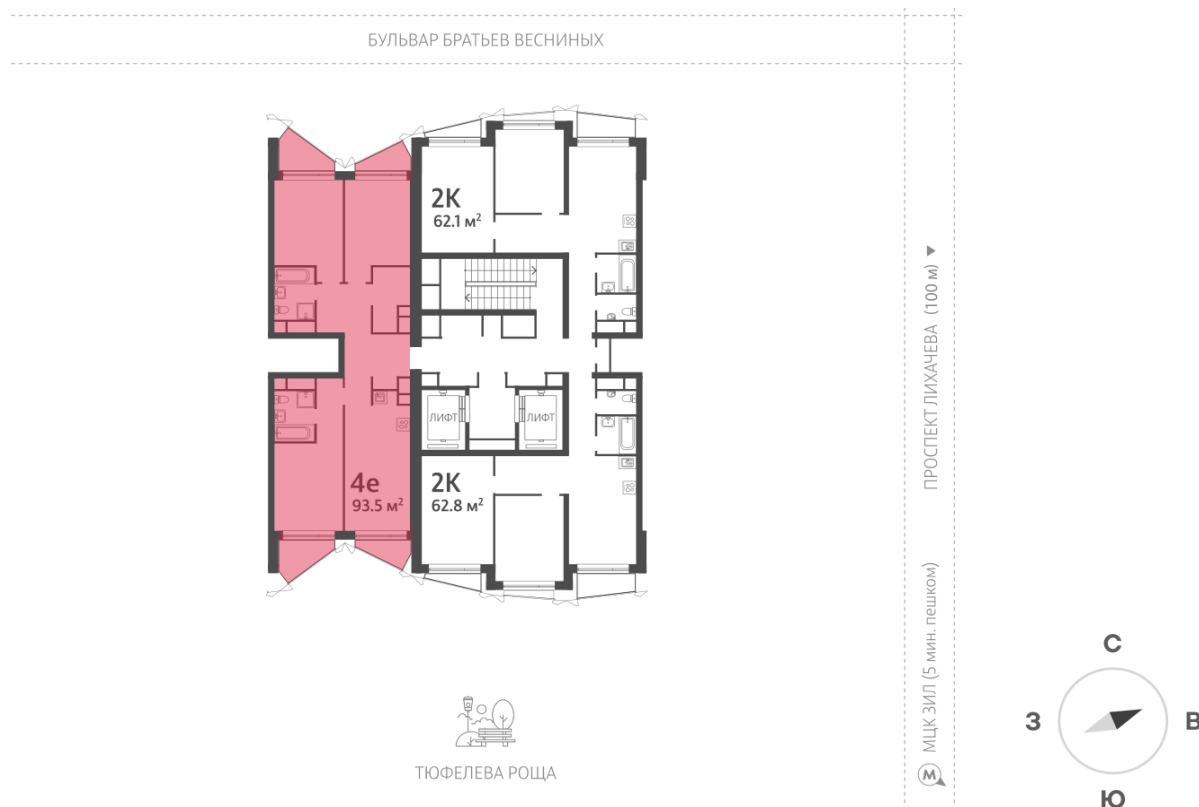 БУЛЬВАР БРАТЬЕВ ВЕСНИНЫХ
2К
62.1 м²
ПРОСПЕКТ ЛИХАЧЕВА (100 м)
ЛИФТ
ЛИФТ
4е
93.5 м²
2К
62.8 м²
МЦК ЗИЛ (5 мин. пешком)
М
ТЮФЕЛЕВА РОЩА
С
З
В
Ю